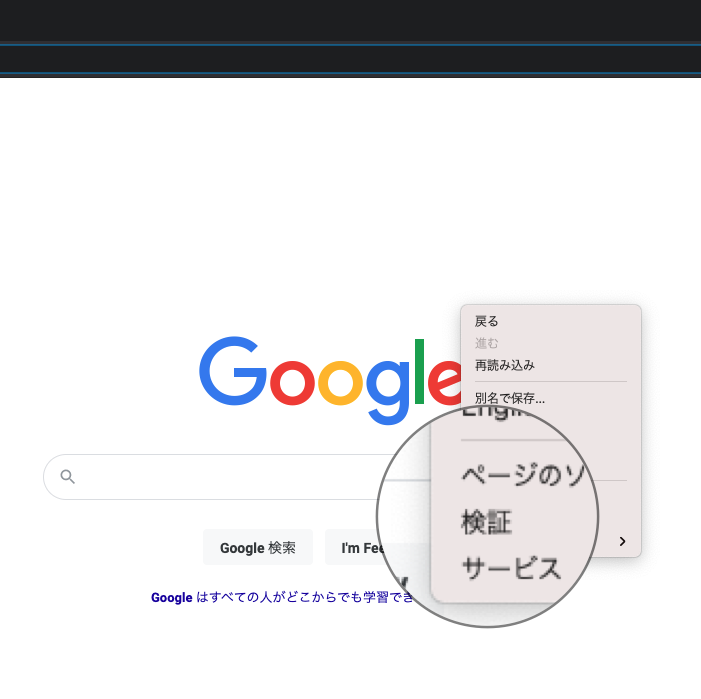 Google
戻る
進む
再読み込み
別名で保存...
ページのソ
検証
サービス
Google 検索
I'm Fee
Google はすべての人がどこからでも学習でき